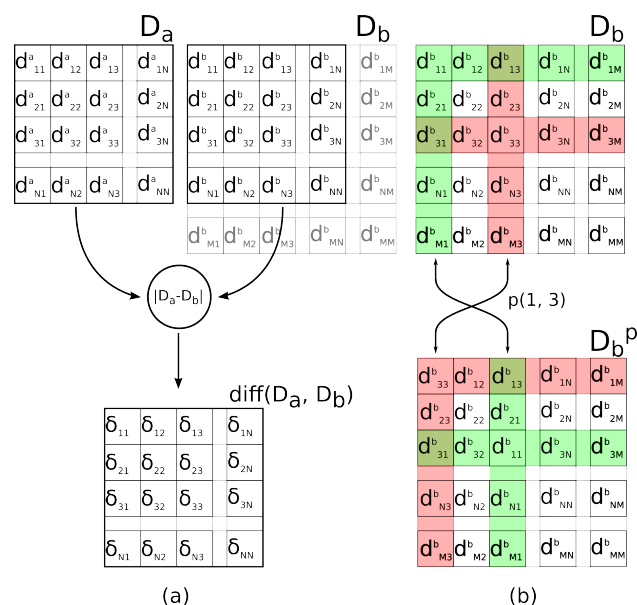 Da
da11 da12 da13 da1N
da21 da22 da23 da2N
da31 da32 da33 da3N
daN1 daN2 daN3 daNN
Db
db11 db12 db13 db1N db1M
db21 db22 db23 db2N db2M
db31 db32 db33 db3N db3M
dbN1 dbN2 dbN3 dbNN dbNM
dbM1 dbM2 dbM3 dbMN dbMM
|Da-Db|
diff(Da, Db)
δ11 δ12 δ13 δ1N
δ21 δ22 δ23 δ2N
δ31 δ32 δ33 δ3N
δN1 δN2 δN3 δNN
(a)
Db
db11 db12 db13 db1N db1M
db21 db22 db23 db2N db2M
db31 db32 db33 db3N db3M
dbN1 dbN2 dbN3 dbNN dbNM
dbM1 dbM2 dbM3 dbMN dbMM
p(1, 3)
Dbp
db33 db12 db13 db1N db1M
db23 db22 db21 db2N db2M
db31 db32 db11 db3N db3M
dbN3 dbN2 dbN1 dbNN dbNM
dbM3 dbM2 dbM1 dbMN dbMM
(b)